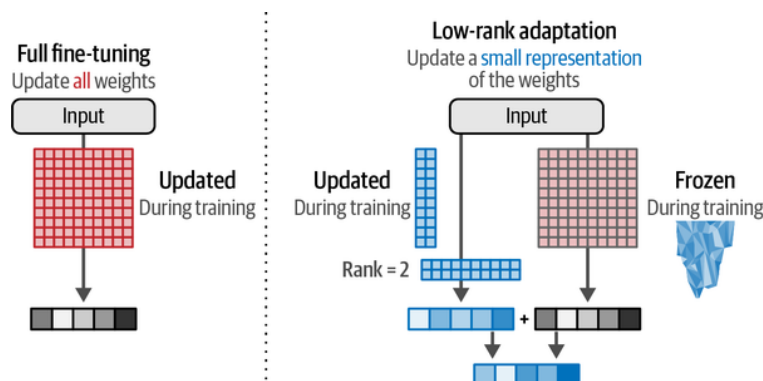 Full fine-tuning
Update all weights
Input
Updated
During training
Low-rank adaptation
Update a small representation
of the weights
Input
Updated
During training
Rank = 2
Frozen
During training
+